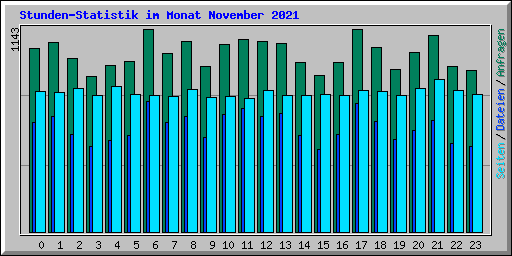 Stunden-Statistik im Monat November 2021
1143
Seiten / Dateien / Anfragen
0 1 2 3 4 5 6 7 8 9 10 11 12 13 14 15 16 17 18 19 20 21 22 23